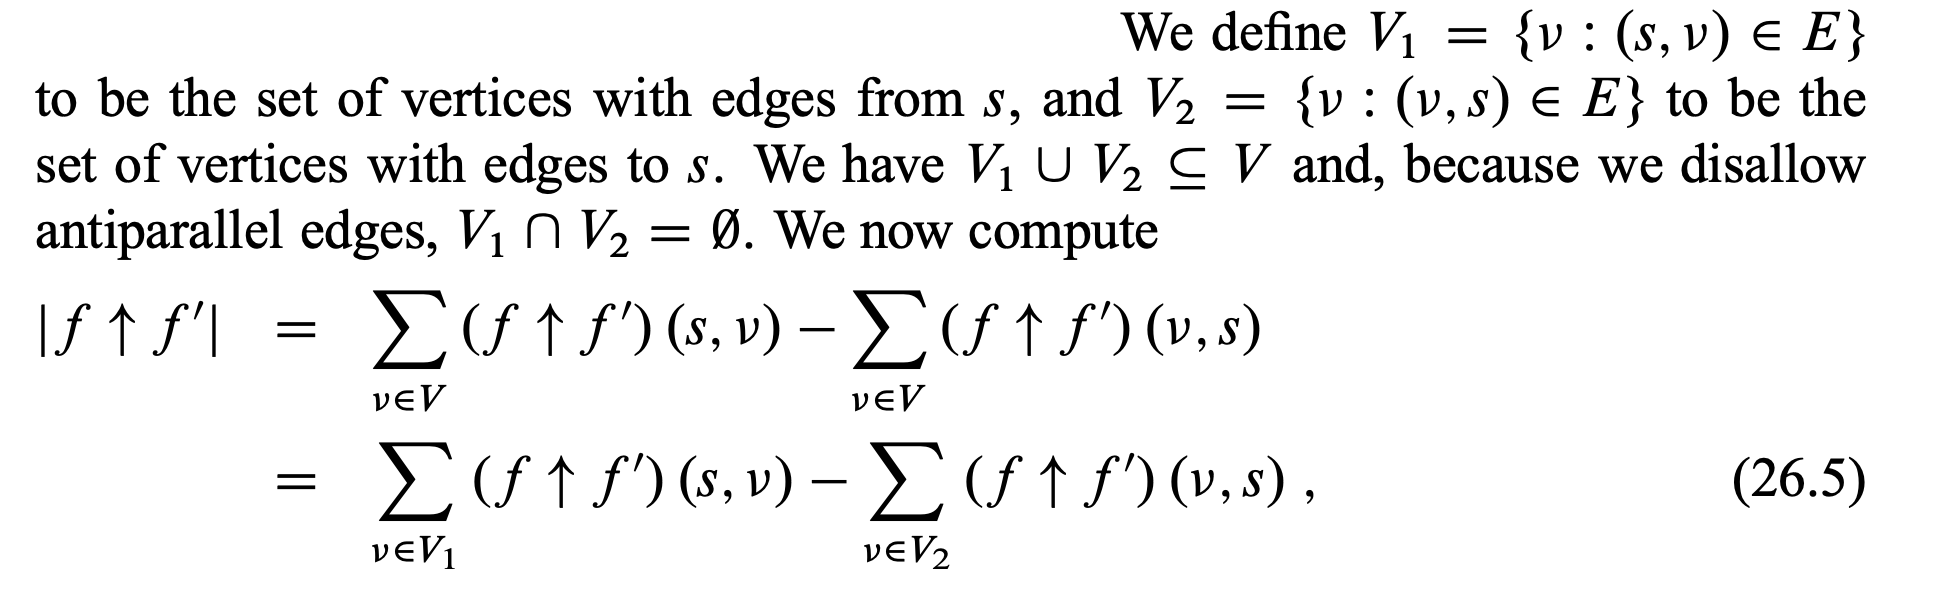 We define V₁ = {v : (s, v) ∈ E}
to be the set of vertices with edges from s, and V₂ = {v : (v, s) ∈ E} to be the
set of vertices with edges to s. We have V₁ ∪ V₂ ⊆ V and, because we disallow
antiparallel edges, V₁ ∩ V₂ = ∅. We now compute
|f ↑ f′| = ∑_{v∈V} (f ↑ f′) (s, v) − ∑_{v∈V} (f ↑ f′) (v, s)
= ∑_{v∈V₁} (f ↑ f′) (s, v) − ∑_{v∈V₂} (f ↑ f′) (v, s) , (26.5)